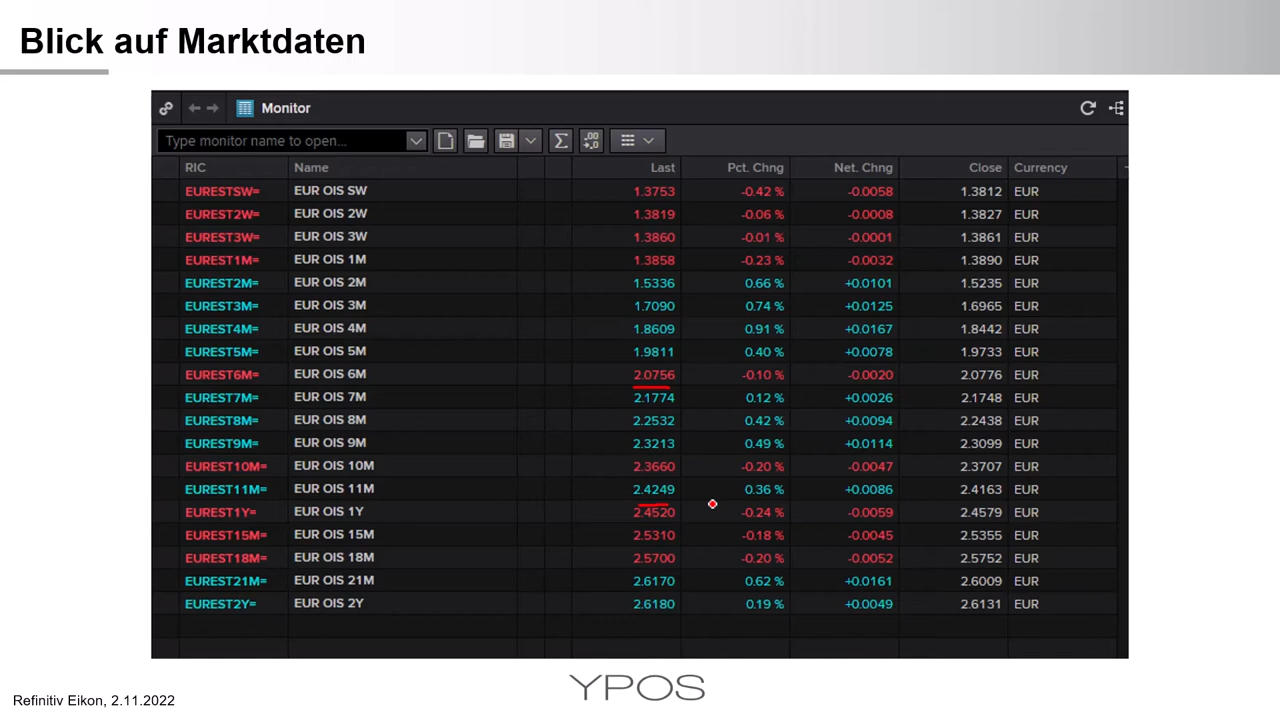 Blick auf Marktdaten
Monitor
Type monitor name to open...
RIC Name Last Pct. Chng Net. Chng Close Currency
EURESTSW= EUR OIS SW 1.3753 -0.42 % -0.0058 1.3812 EUR
EUREST2W= EUR OIS 2W 1.3819 -0.06 % -0.0008 1.3827 EUR
EUREST3W= EUR OIS 3W 1.3860 -0.01 % -0.0001 1.3861 EUR
EUREST1M= EUR OIS 1M 1.3858 -0.23 % -0.0032 1.3890 EUR
EUREST2M= EUR OIS 2M 1.5336 0.66 % +0.0101 1.5235 EUR
EUREST3M= EUR OIS 3M 1.7090 0.74 % +0.0125 1.6965 EUR
EUREST4M= EUR OIS 4M 1.8609 0.91 % +0.0167 1.8442 EUR
EUREST5M= EUR OIS 5M 1.9811 0.40 % +0.0078 1.9733 EUR
EUREST6M= EUR OIS 6M 2.0756 -0.10 % -0.0020 2.0776 EUR
EUREST7M= EUR OIS 7M 2.1774 0.12 % +0.0026 2.1748 EUR
EUREST8M= EUR OIS 8M 2.2532 0.42 % +0.0094 2.2438 EUR
EUREST9M= EUR OIS 9M 2.3213 0.49 % +0.0114 2.3099 EUR
EUREST10M= EUR OIS 10M 2.3660 -0.20 % -0.0047 2.3707 EUR
EUREST11M= EUR OIS 11M 2.4249 0.36 % +0.0086 2.4163 EUR
EUREST1Y= EUR OIS 1Y 2.4520 -0.24 % -0.0059 2.4579 EUR
EUREST15M= EUR OIS 15M 2.5310 -0.18 % -0.0045 2.5355 EUR
EUREST18M= EUR OIS 18M 2.5700 -0.20 % -0.0052 2.5752 EUR
EUREST21M= EUR OIS 21M 2.6170 0.62 % +0.0161 2.6009 EUR
EUREST2Y= EUR OIS 2Y 2.6180 0.19 % +0.0049 2.6131 EUR
YPOS
Refinitiv Eikon, 2.11.2022